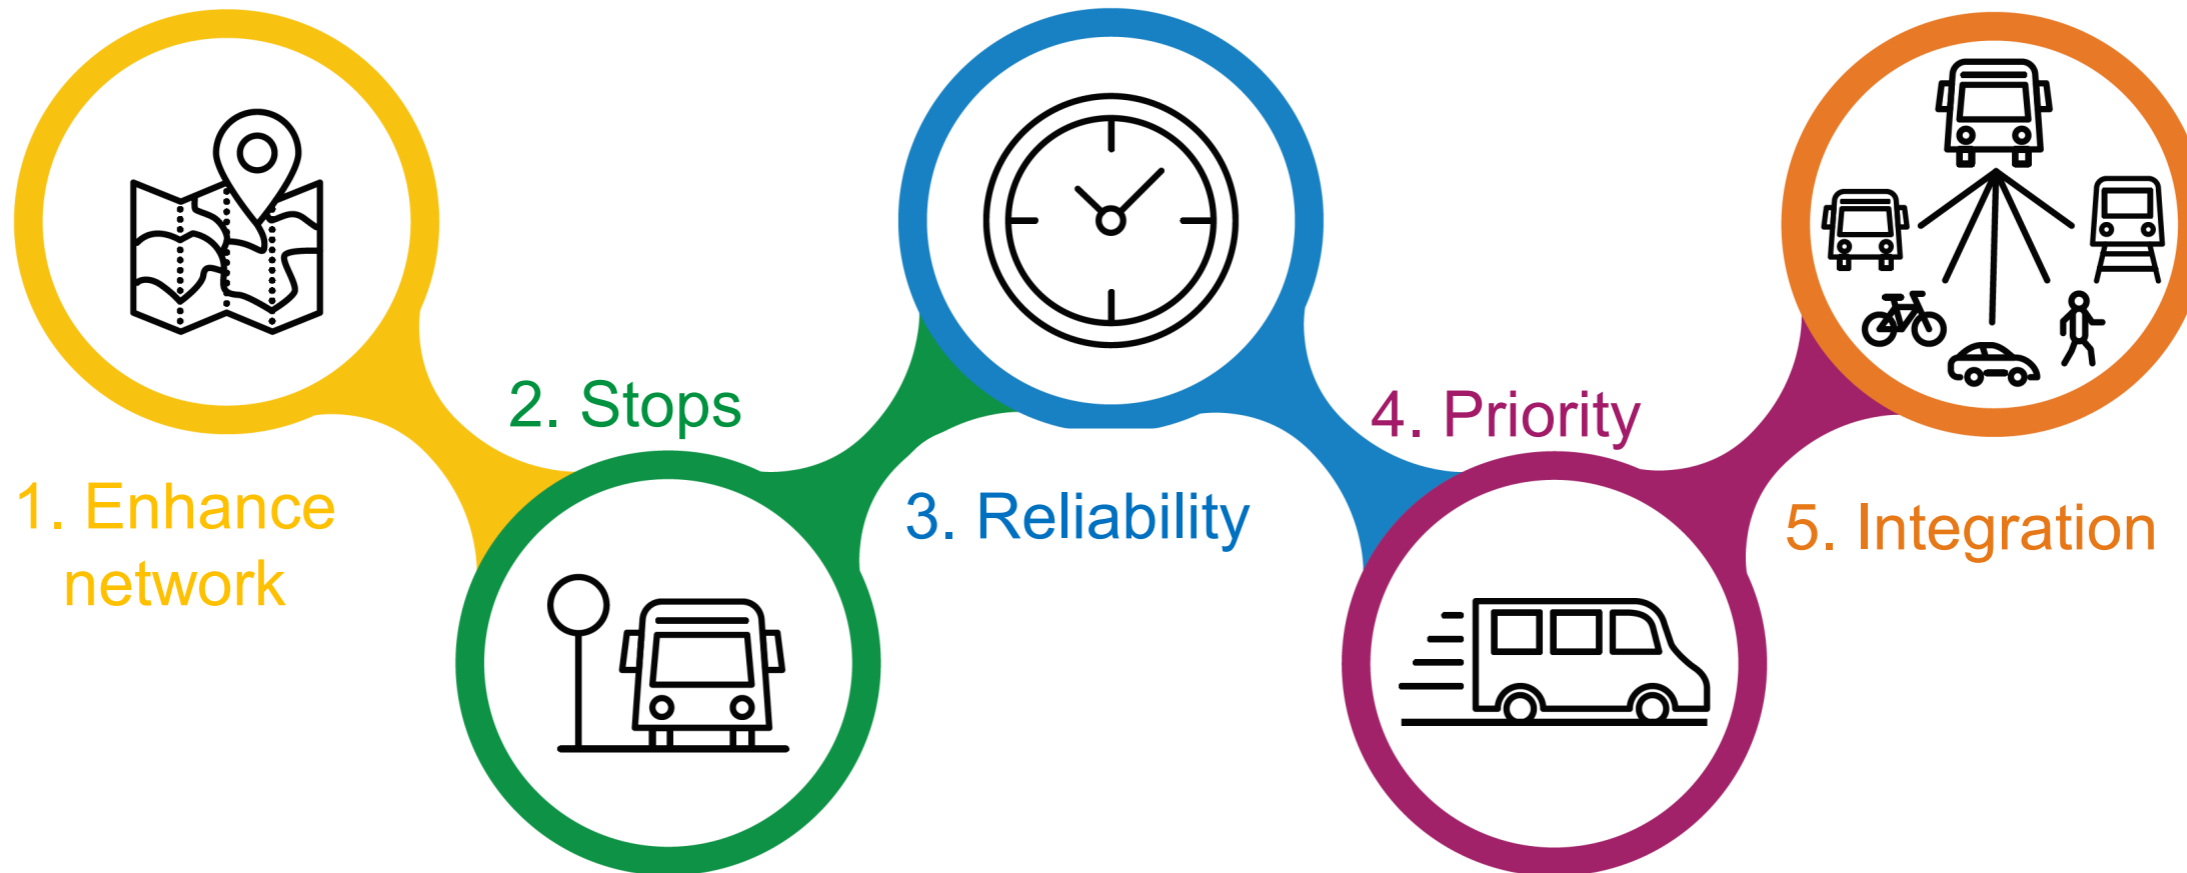 1. Enhance
network
2. Stops
3. Reliability
4. Priority
5. Integration